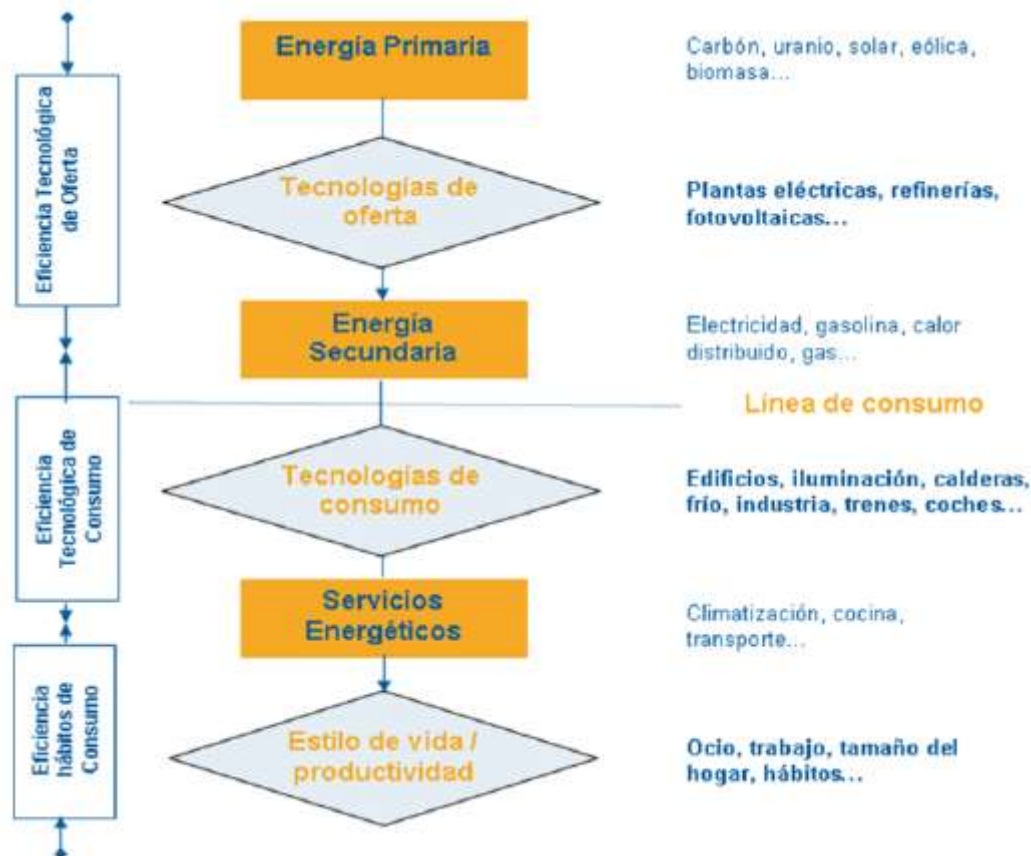 Energía Primaria
Carbón, uranio, solar, eólica,
biomasa...
Eficiencia Tecnológica
de Oferta
Tecnologías de
oferta
Plantas eléctricas, refinerías,
fotovoltaicas...
Energía
Secundaria
Electricidad, gasolina, calor
distribuido, gas...
Línea de consumo
Eficiencia
Tecnológica de
Consumo
Tecnologías de
consumo
Edificios, iluminación, calderas,
frío, industria, trenes, coches...
Servicios
Energéticos
Climatización, cocina,
transporte...
Eficiencia
hábitos de
Consumo
Estilo de vida /
productividad
Ocio, trabajo, tamaño del
hogar, hábitos...